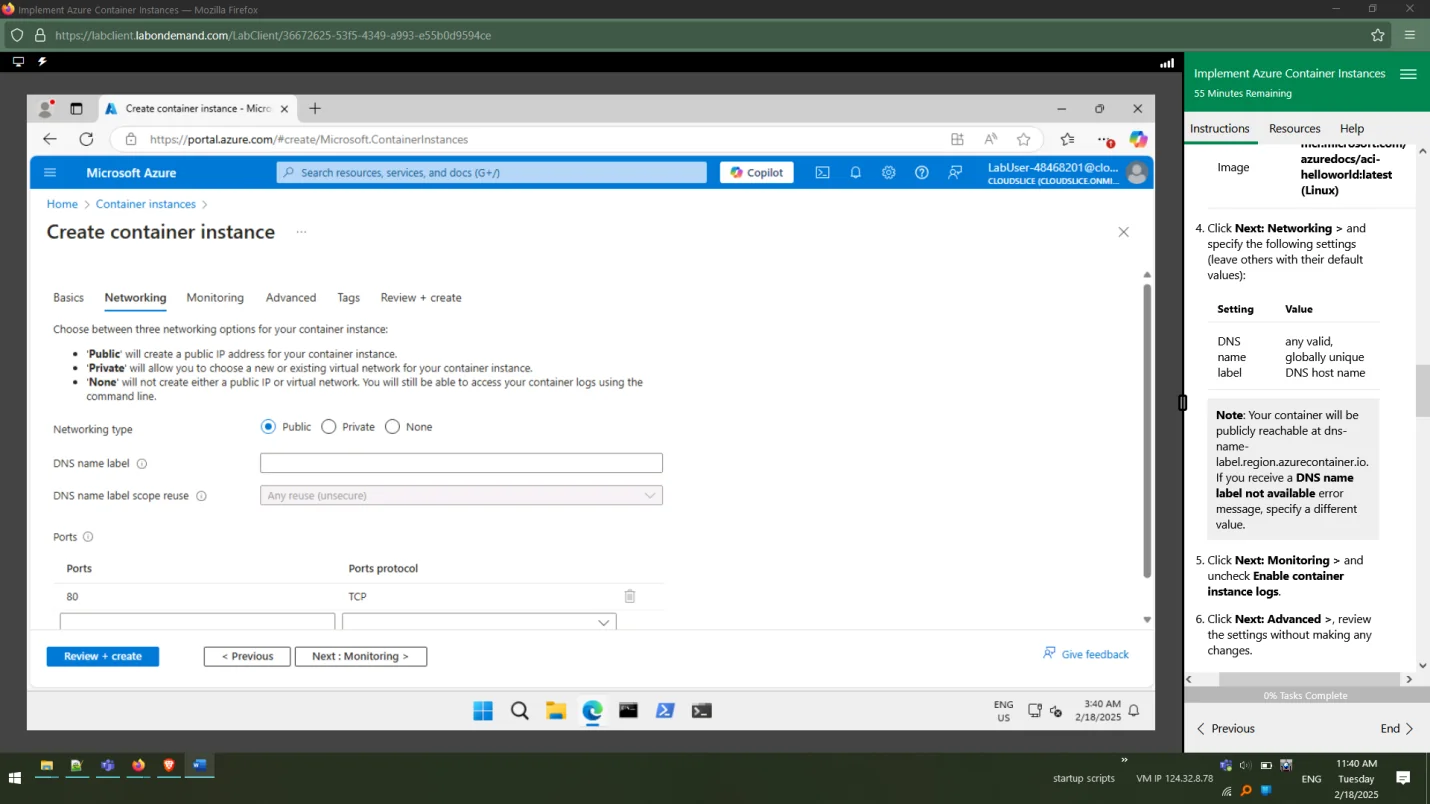 Implement Azure Container Instances — Mozilla Firefox
https://labclient.labondemand.com/LabClient/36672625-53f5-4349-a993-e55b0d9594ce
Create container instance - Micro
https://portal.azure.com/#create/Microsoft.ContainerInstances
Microsoft Azure
Search resources, services, and docs (G+/)
Copilot
LabUser-48468201@clo...
CLOUDSLICE (CLOUDSLICE.ONMI...
Home > Container instances >
Create container instance ...
Basics Networking Monitoring Advanced Tags Review + create
Choose between three networking options for your container instance:
• 'Public' will create a public IP address for your container instance.
• 'Private' will allow you to choose a new or existing virtual network for your container instance.
• 'None' will not create either a public IP or virtual network. You will still be able to access your container logs using the
command line.
Networking type
Public Private None
DNS name label
DNS name label scope reuse
Any reuse (unsecure)
Ports
Ports Ports protocol
80 TCP
Review + create
< Previous
Next : Monitoring >
Give feedback
ENG
US
3:40 AM
2/18/2025
Implement Azure Container Instances
55 Minutes Remaining
Instructions Resources Help
Image
mcr.microsoft.com/
azuredocs/aci-
helloworld:latest
(Linux)
4. Click Next: Networking > and
specify the following settings
(leave others with their default
values):
Setting Value
DNS
name
label
any valid,
globally unique
DNS host name
Note: Your container will be
publicly reachable at dns-
name-
label.region.azurecontainer.io.
If you receive a DNS name
label not available error
message, specify a different
value.
5. Click Next: Monitoring > and
uncheck Enable container
instance logs.
6. Click Next: Advanced >, review
the settings without making any
changes.
0% Tasks Complete
< Previous
End >
startup scripts
»
VM IP 124.32.8.78
ENG
11:40 AM
Tuesday
2/18/2025